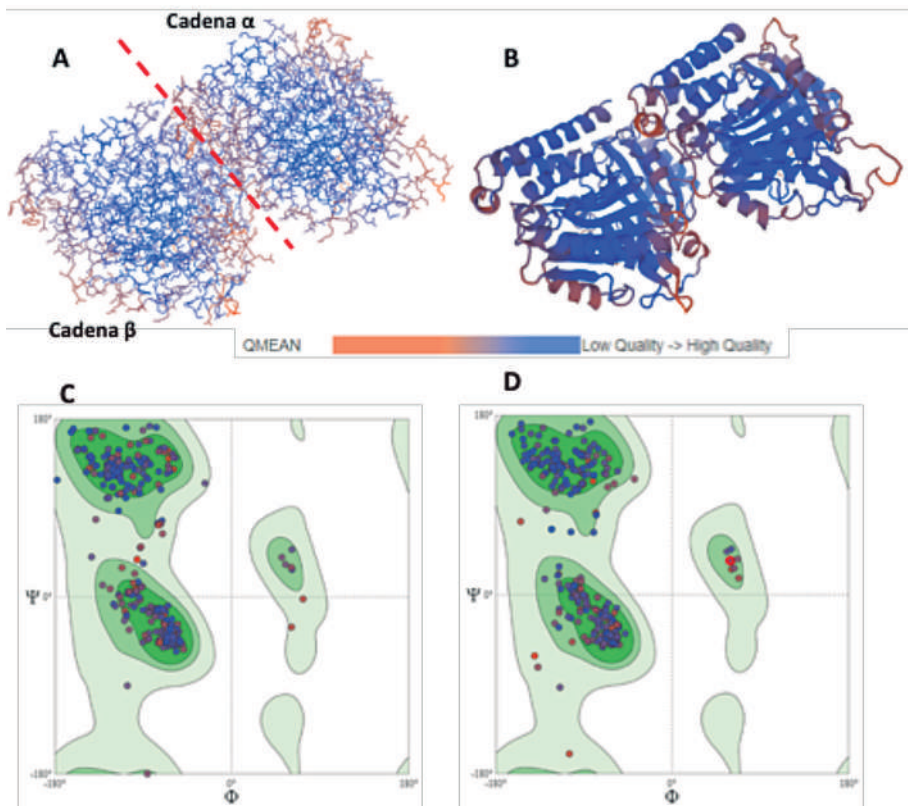 Cadena α
A
B
Cadena β
QMEAN Low Quality -> High Quality
C
D
180°
Ψ 0°
-180°
-180° 0° 180°
Φ
180°
Ψ 0°
-180°
-180° 0° 180°
Φ